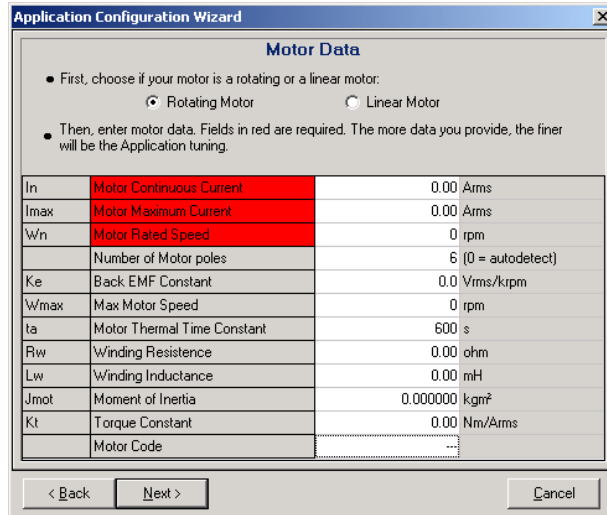 Application Configuration Wizard
Motor Data
First, choose if your motor is a rotating or a linear motor:
Rotating Motor Linear Motor
Then, enter motor data. Fields in red are required. The more data you provide, the finer
will be the Application tuning.
In Motor Continuous Current 0.00 Arms
Imax Motor Maximum Current 0.00 Arms
Wn Motor Rated Speed 0 rpm
Number of Motor poles 6 (0 = autodetect)
Ke Back EMF Constant 0.0 Vrms/krpm
Wmax Max Motor Speed 0 rpm
ta Motor Thermal Time Constant 600 s
Rw Winding Resistence 0.00 ohm
Lw Winding Inductance 0.00 mH
Jmot Moment of Inertia 0.000000 kgm²
Kt Torque Constant 0.00 Nm/Arms
Motor Code ---
< Back Next > Cancel